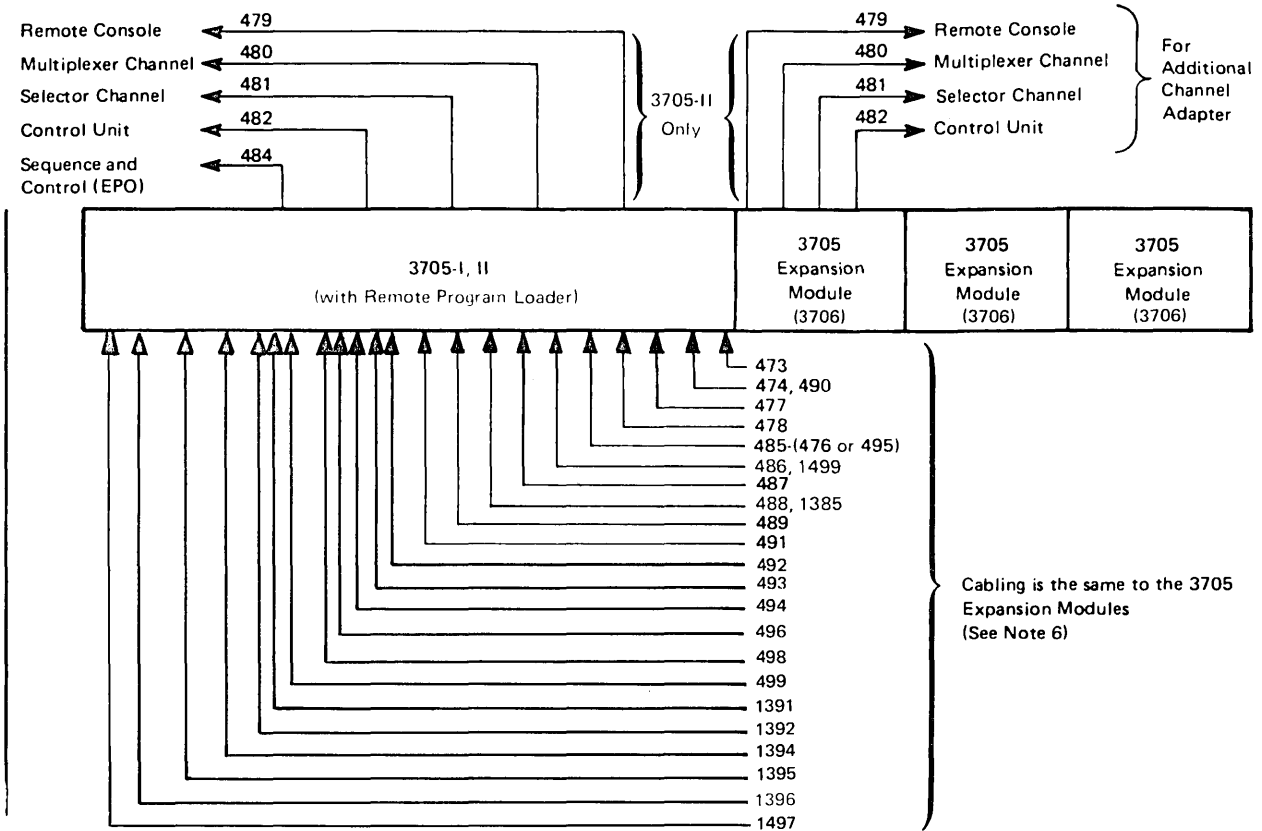 479
Remote Console
480
Multiplexer Channel
481
Selector Channel
482
Control Unit
484
Sequence and
Control (EPO)
3705-II
Only
479
Remote Console
480
Multiplexer Channel
481
Selector Channel
482
Control Unit
For
Additional
Channel
Adapter
3705-I, II
(with Remote Program Loader)
3705
Expansion
Module
(3706)
3705
Expansion
Module
(3706)
3705
Expansion
Module
(3706)
473
474, 490
477
478
485-(476 or 495)
486, 1499
487
488, 1385
489
491
492
493
494
496
498
499
1391
1392
1394
1395
1396
1497
Cabling is the same to the 3705
Expansion Modules
(See Note 6)